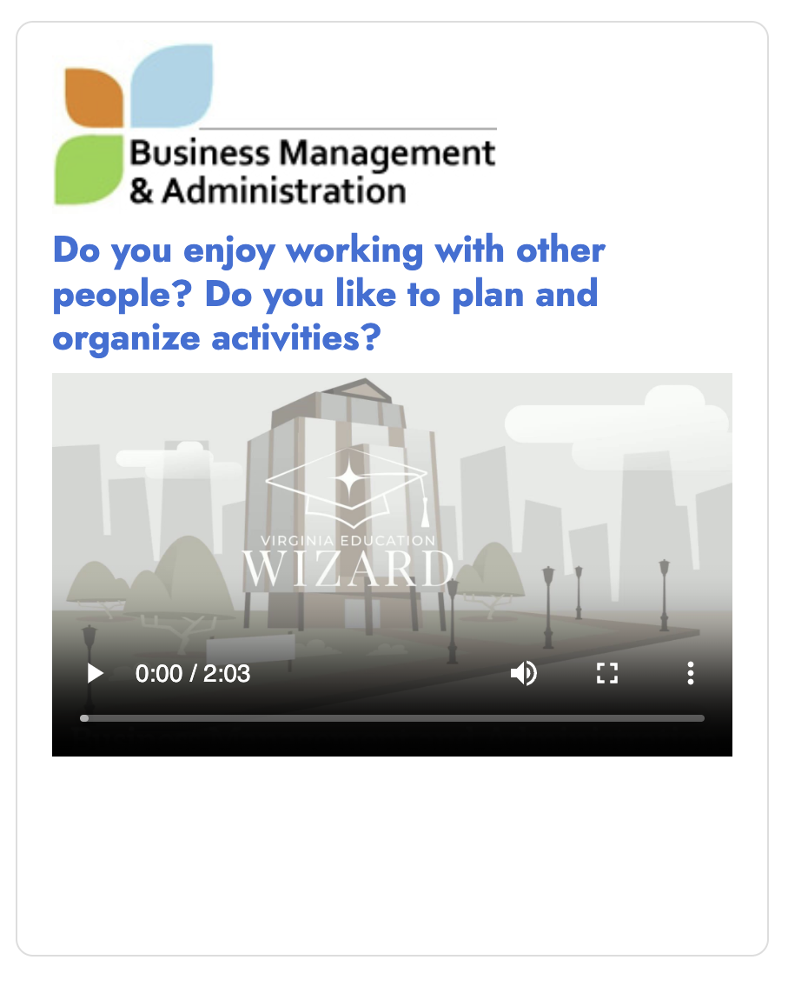 Business Management
& Administration
Do you enjoy working with other
people? Do you like to plan and
organize activities?
VIRGINIA EDUCATION
WIZARD
0:00 / 2:03